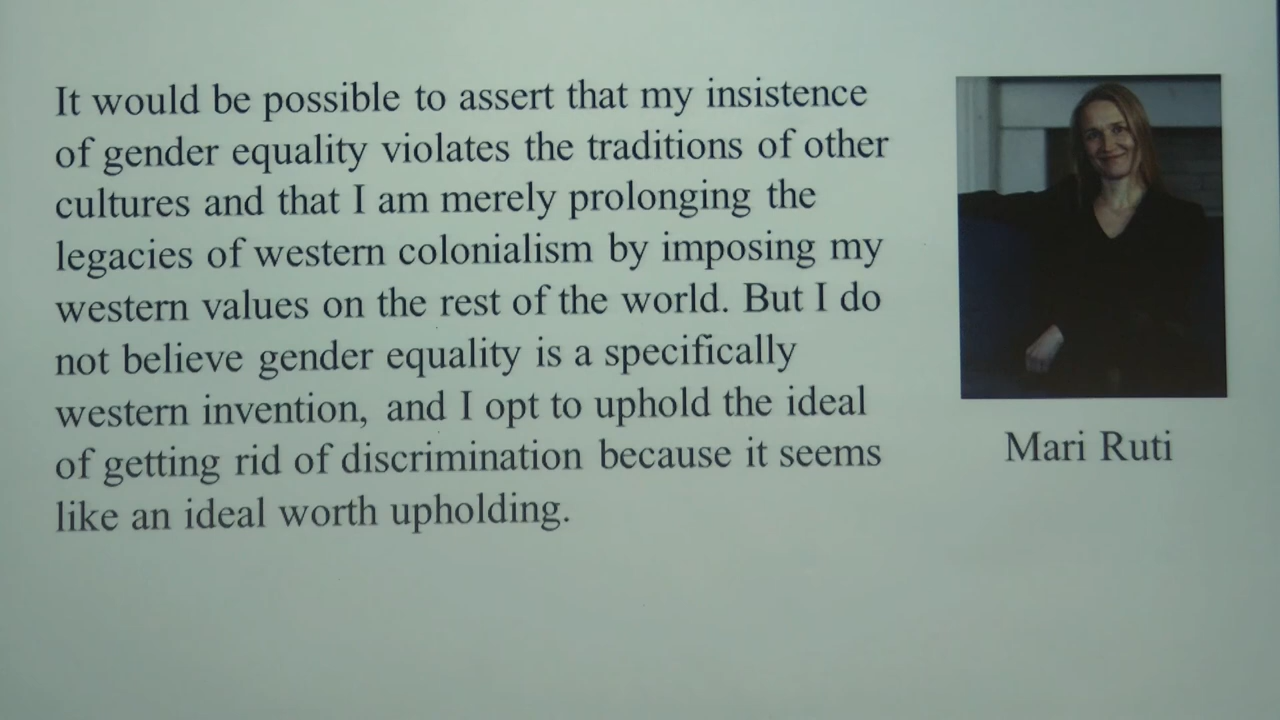 It would be possible to assert that my insistence
of gender equality violates the traditions of other
cultures and that I am merely prolonging the
legacies of western colonialism by imposing my
western values on the rest of the world. But I do
not believe gender equality is a specifically
western invention, and I opt to uphold the ideal
of getting rid of discrimination because it seems
like an ideal worth upholding.
Mari Ruti